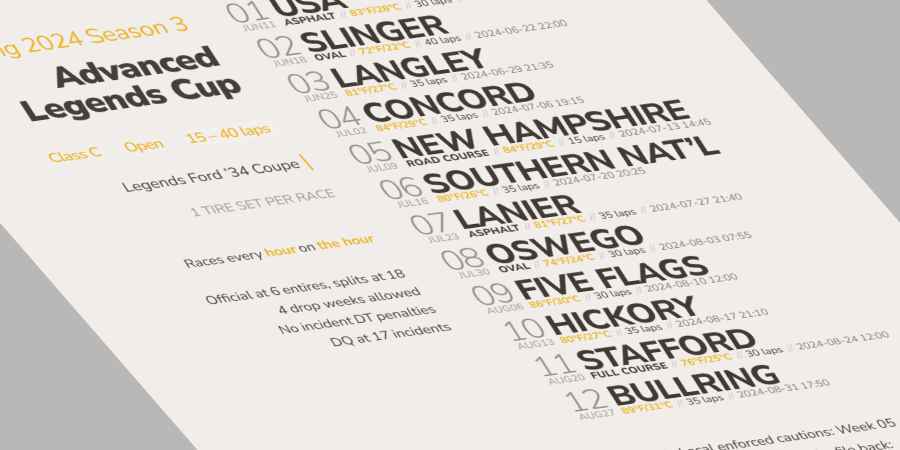 ng 2024 Season 3
Advanced
Legends Cup
Class C Open 15 – 40 laps
Legends Ford '34 Coupe
1 TIRE SET PER RACE
Races every hour on the hour
Official at 6 entires, splits at 18
4 drop weeks allowed
No incident DT penalties
DQ at 17 incidents
01 USA
JUN11 ASPHALT // 83°F/28°C // 30 laps
02 SLINGER
JUN18 OVAL // 72°F/22°C // 40 laps // 2024-06-22 22:00
03 LANGLEY
JUN25 81°F/27°C // 35 laps // 2024-06-29 21:35
04 CONCORD
JUL02 84°F/29°C // 35 laps // 2024-07-06 19:15
05 NEW HAMPSHIRE
JUL09 ROAD COURSE // 84°F/29°C // 15 laps // 2024-07-13 14:45
06 SOUTHERN NAT'L
JUL16 80°F/26°C // 35 laps // 2024-07-20 20:25
07 LANIER
JUL23 ASPHALT // 81°F/27°C // 35 laps // 2024-07-27 21:40
08 OSWEGO
JUL30 OVAL // 74°F/24°C // 30 laps // 2024-08-03 07:55
09 FIVE FLAGS
AUG06 86°F/30°C // 30 laps // 2024-08-10 12:00
10 HICKORY
AUG13 80°F/27°C // 35 laps // 2024-08-17 21:10
11 STAFFORD
AUG20 FULL COURSE // 76°F/25°C // 30 laps // 2024-08-24 12:00
12 BULLRING
AUG27 89°F/31°C // 35 laps // 2024-08-31 17:50
cal enforced cautions: Week 05
file back: